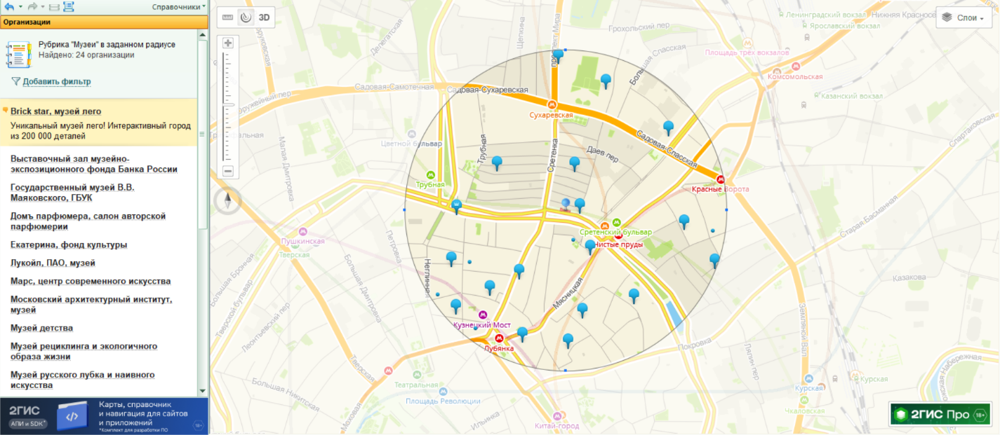 Справочники
Организации
Рубрика "Музеи" в заданном радиусе
Найдено: 24 организации
Добавить фильтр
Brick star, музей лего
Уникальный музей лего! Интерактивный город
из 200 000 деталей
Выставочный зал музейно-
экспозиционного фонда Банка России
Государственный музей В.В.
Маяковского, ГБУК
Домъ парфюмера, салон авторской
парфюмерии
Екатерина, фонд культуры
Лукойл, ПАО, музей
Марс, центр современного искусства
Московский архитектурный институт,
музей
Музей детства
Музей рециклинга и экологичного
образа жизни
Музей русского лубка и наивного
искусства
2ГИС
АПИ и SDK*
Карты, справочник
и навигация для сайтов
и приложений
*Комплект для разработки ПО
18+
3D
Слои
Ленинградский вокзал
Ярославский вокзал
Грохольский пер
Площадь трёх вокзалов
Комсомольская
Казанский вокзал
Делегатская
Щепкина
Большая Спасская
Садовая-Самотечная
Садовая-Сухаревская
Сухаревская
Садовая-Спасская
Спартаковская
Цветной бульвар
Малая Дмитровка
Трубная
Трубная
Сретенка
Даев пер
Красные Ворота
Старая Басманная
Пушкинская
Тверская
Петровка
Сретенский бульвар
Чистые пруды
Большая Бронная
Тверской бульвар
Большая Дмитровка
Неглинная
Мясницкая
Казакова
Леонтьевский пер
Кузнецкий Мост
Лубянка
Покровка
Земляной Вал
Лялин пер
Тверская
Театральная
Площадь Революции
Большая Никитская
Моховая
Ильинка
Китай-город
Курская
Курская
Чкаловская
Набережная
2ГИС Про 18+